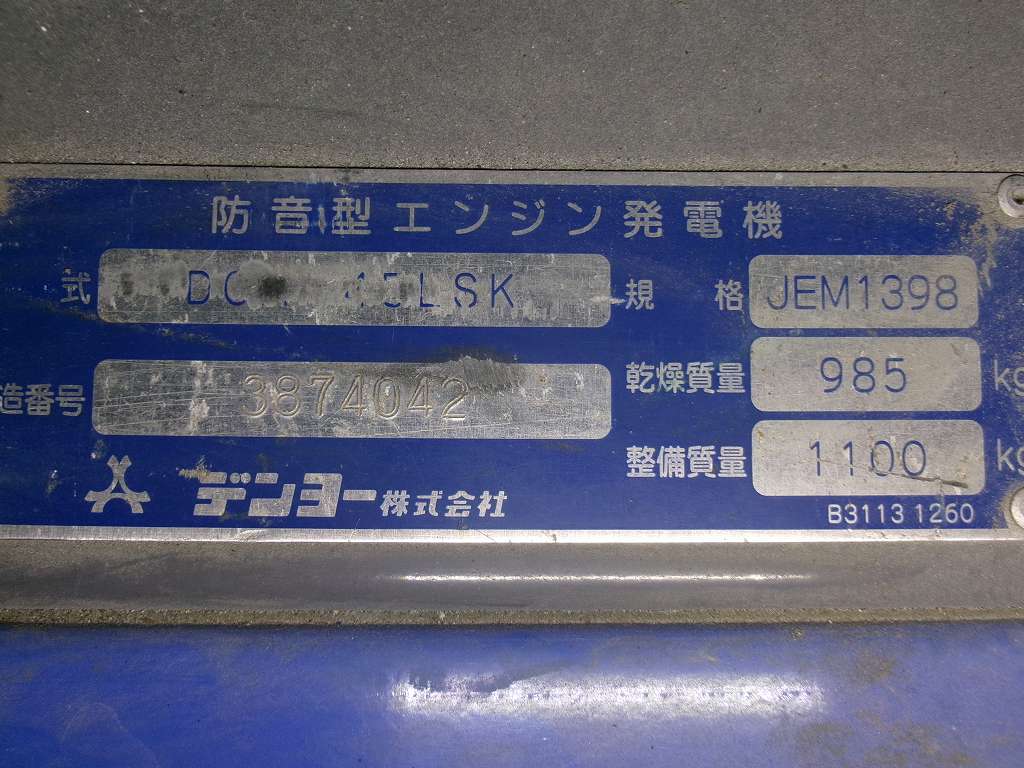 防音型エンジン発電機
式 規格 JEM1398
造番号 3874042 乾燥質量 985 kg
整備質量 1100 kg
デンヨー株式会社
B3113 1260